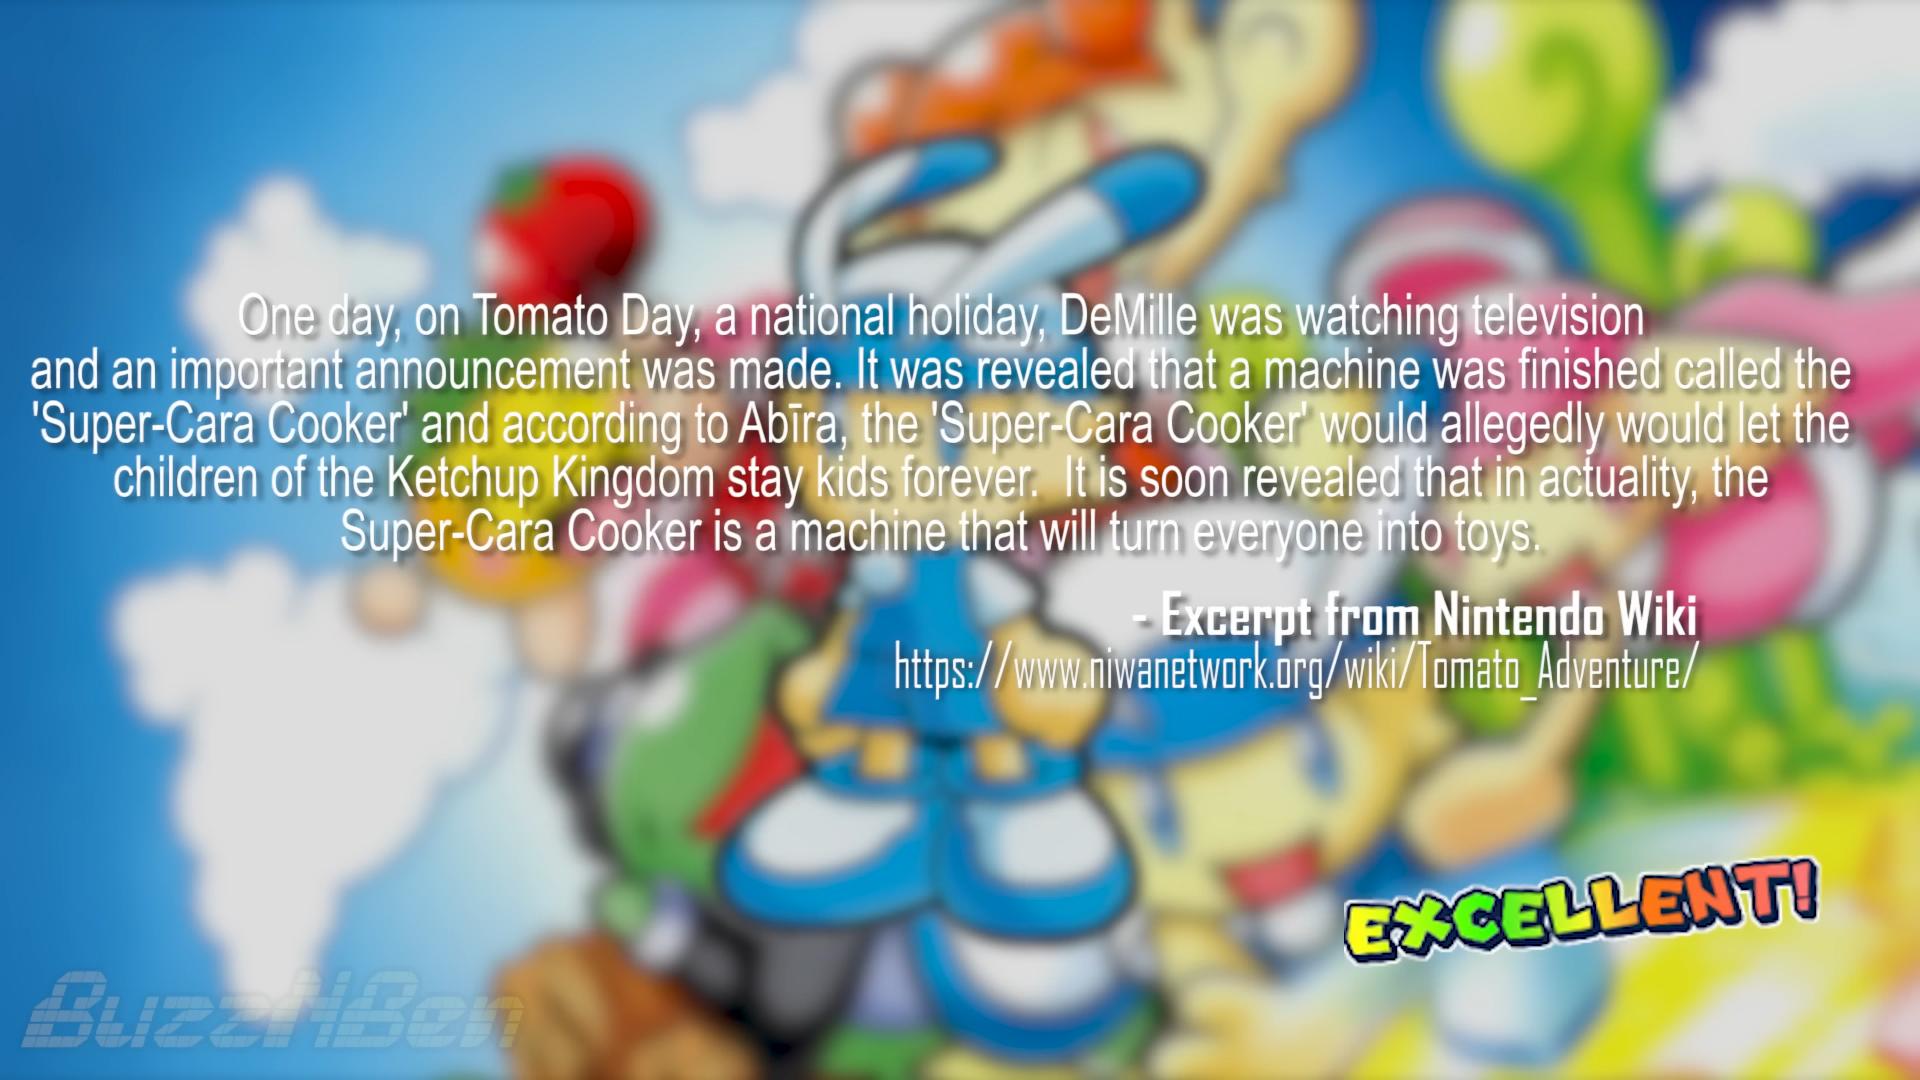 One day, on Tomato Day, a national holiday, DeMille was watching television
and an important announcement was made. It was revealed that a machine was finished called the
'Super-Cara Cooker' and according to Abīra, the 'Super-Cara Cooker' would allegedly would let the
children of the Ketchup Kingdom stay kids forever.  It is soon revealed that in actuality, the
Super-Cara Cooker is a machine that will turn everyone into toys.
- Excerpt from Nintendo Wiki
https://www.niwanetwork.org/wiki/Tomato_Adventure/
EXCELLENT!
BuzzNBen